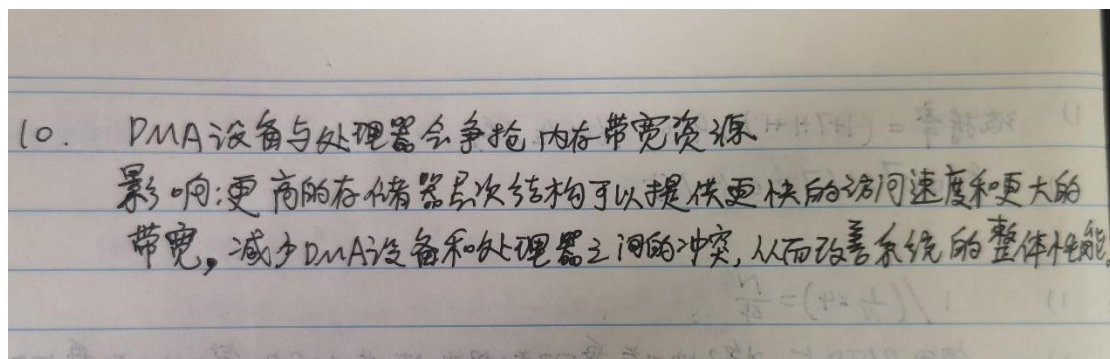 10. DMA设备与处理器会争抢内存带宽资源
影响:更高的存储器层次结构可以提供更快的访问速度和更大的
带宽,减少DMA设备和处理器之间的冲突,从而改善系统的整体性能。